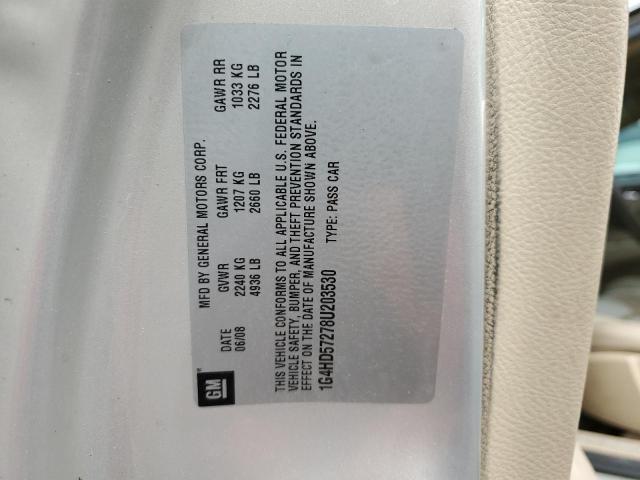 GM
MFD BY GENERAL MOTORS CORP.
DATE GVWR GAWR FRT GAWR RR
06/08 2240 KG 1207 KG 1033 KG
4936 LB 2660 LB 2276 LB
THIS VEHICLE CONFORMS TO ALL APPLICABLE U.S. FEDERAL MOTOR
VEHICLE SAFETY, BUMPER, AND THEFT PREVENTION STANDARDS IN
EFFECT ON THE DATE OF MANUFACTURE SHOWN ABOVE.
1G4HD57278U203530 TYPE: PASS CAR